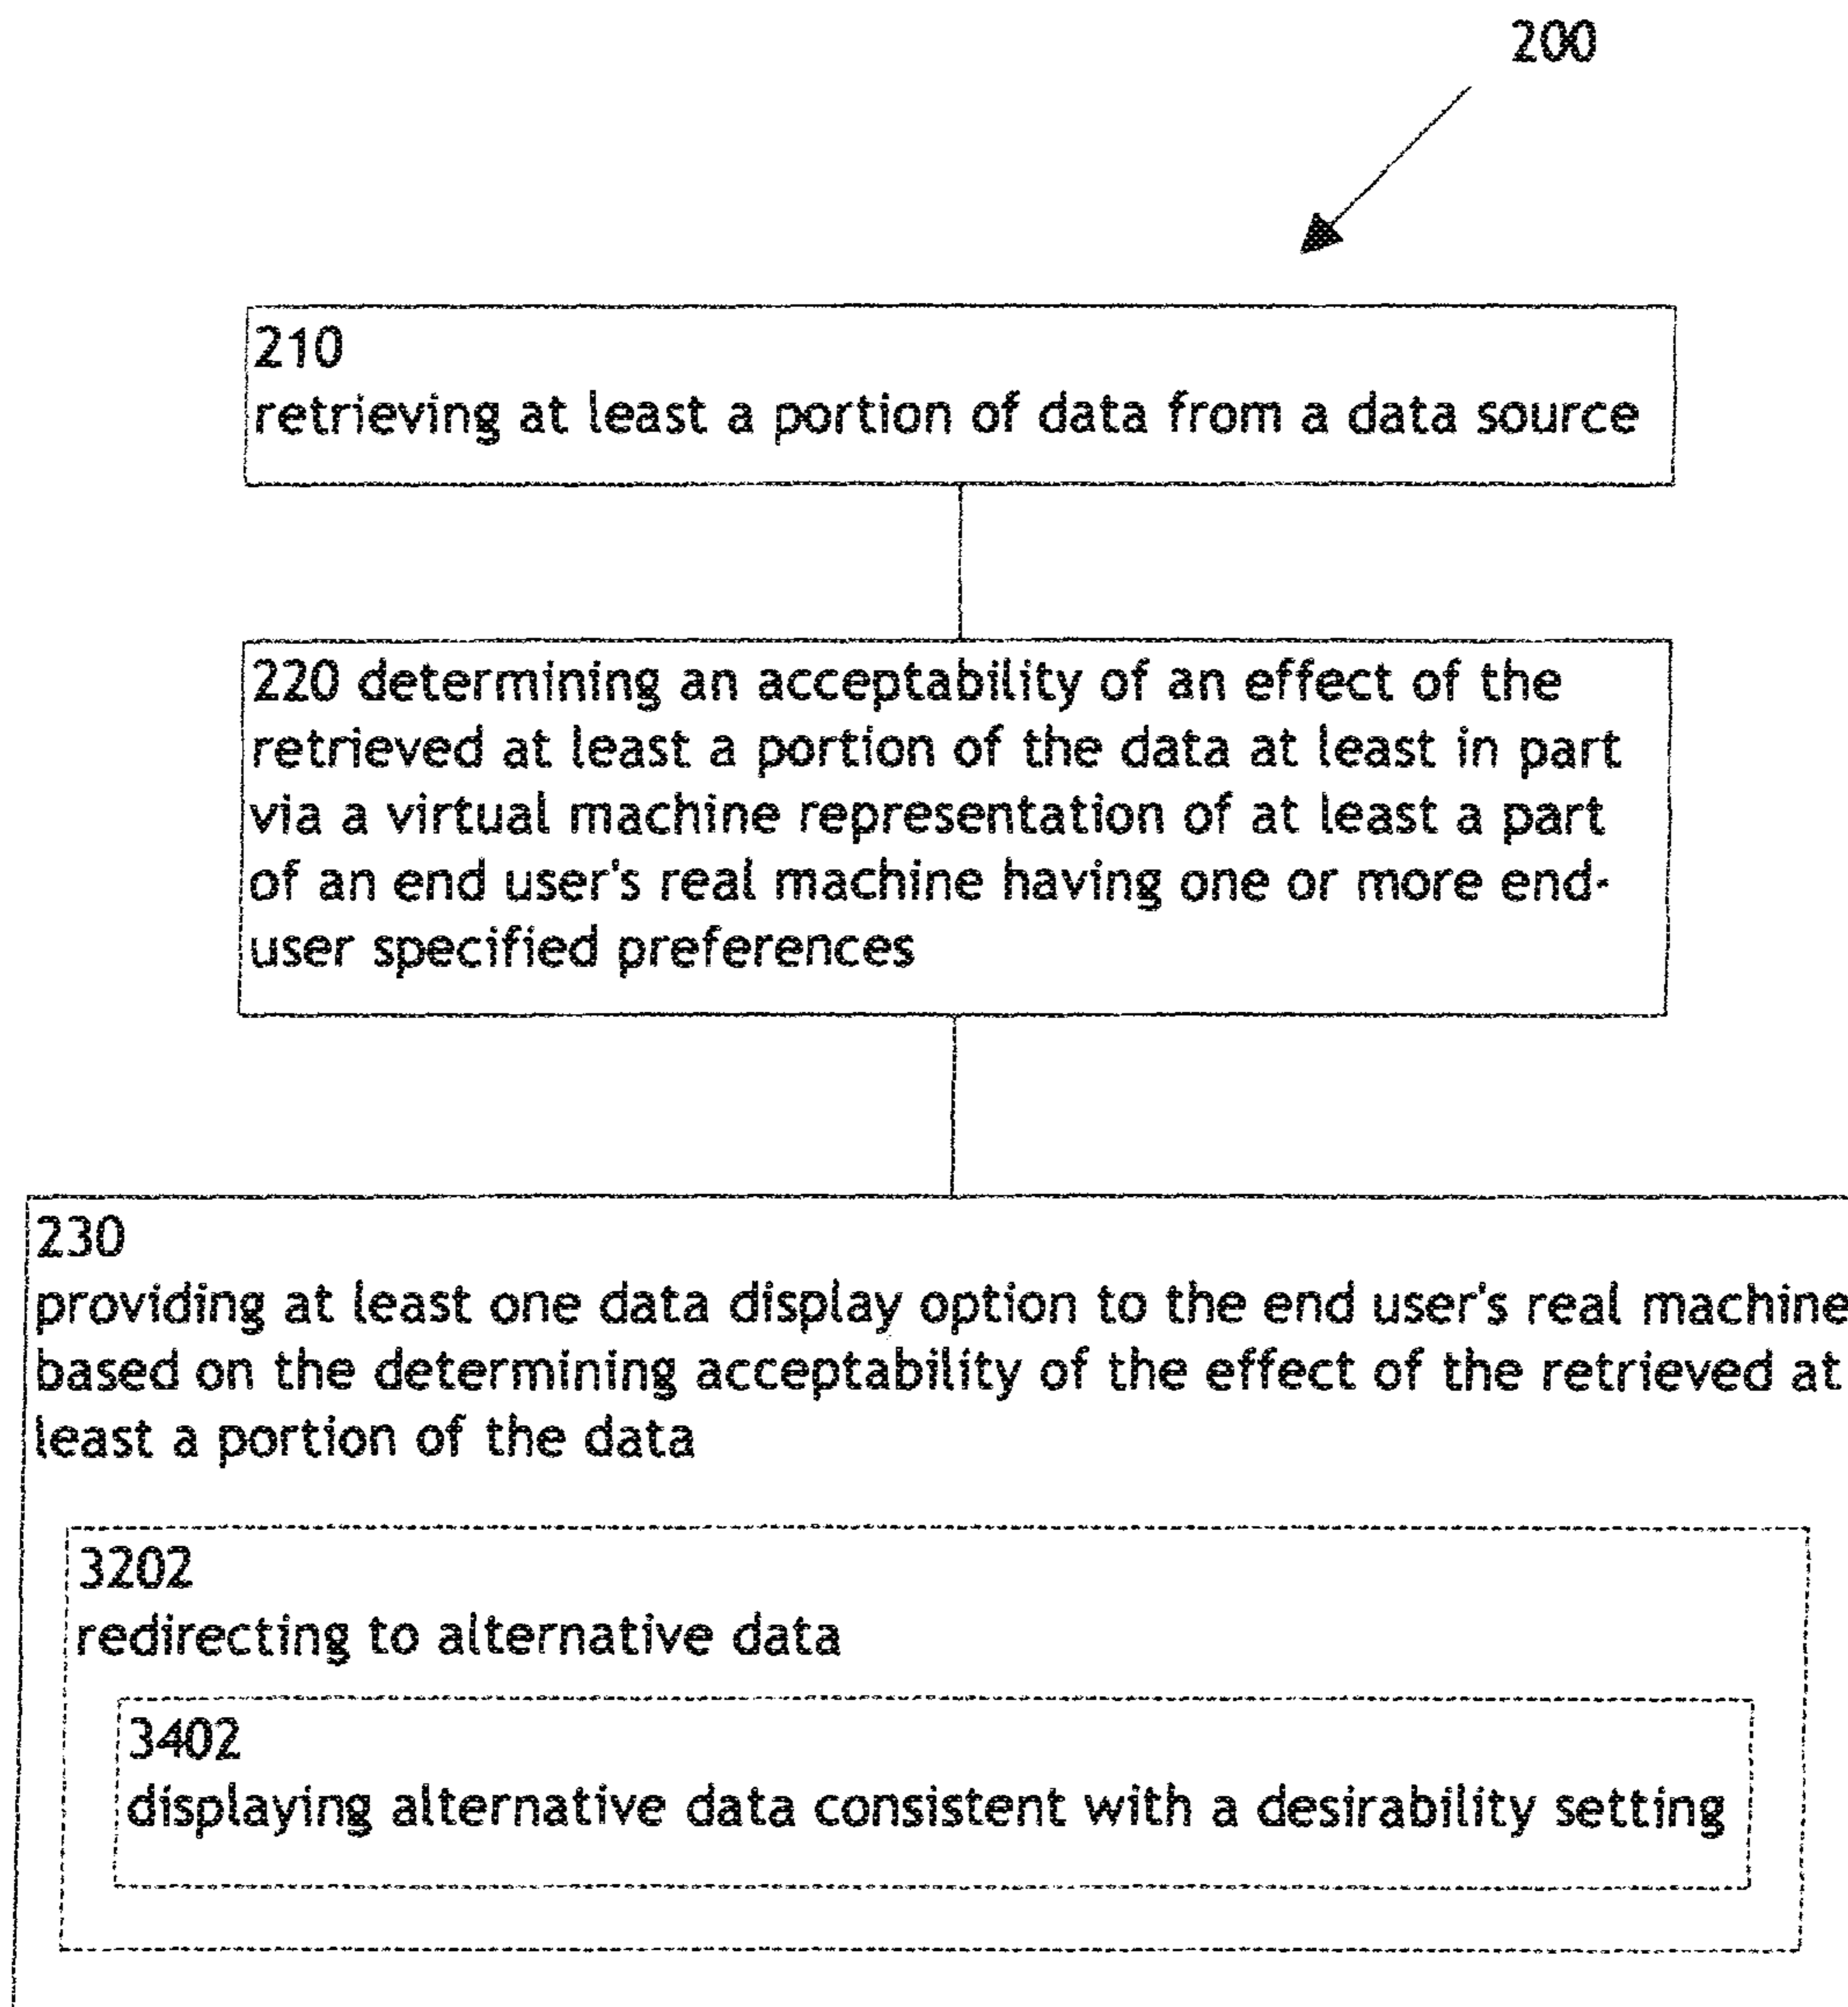 200
210
retrieving at least a portion of data from a data source
220 determining an acceptability of an effect of the
retrieved at least a portion of the data at least in part
via a virtual machine representation of at least a part
of an end user's real machine having one or more end-
user specified preferences
230
providing at least one data display option to the end user's real machine
based on the determining acceptability of the effect of the retrieved at
least a portion of the data
3202
redirecting to alternative data
3402
displaying alternative data consistent with a desirability setting